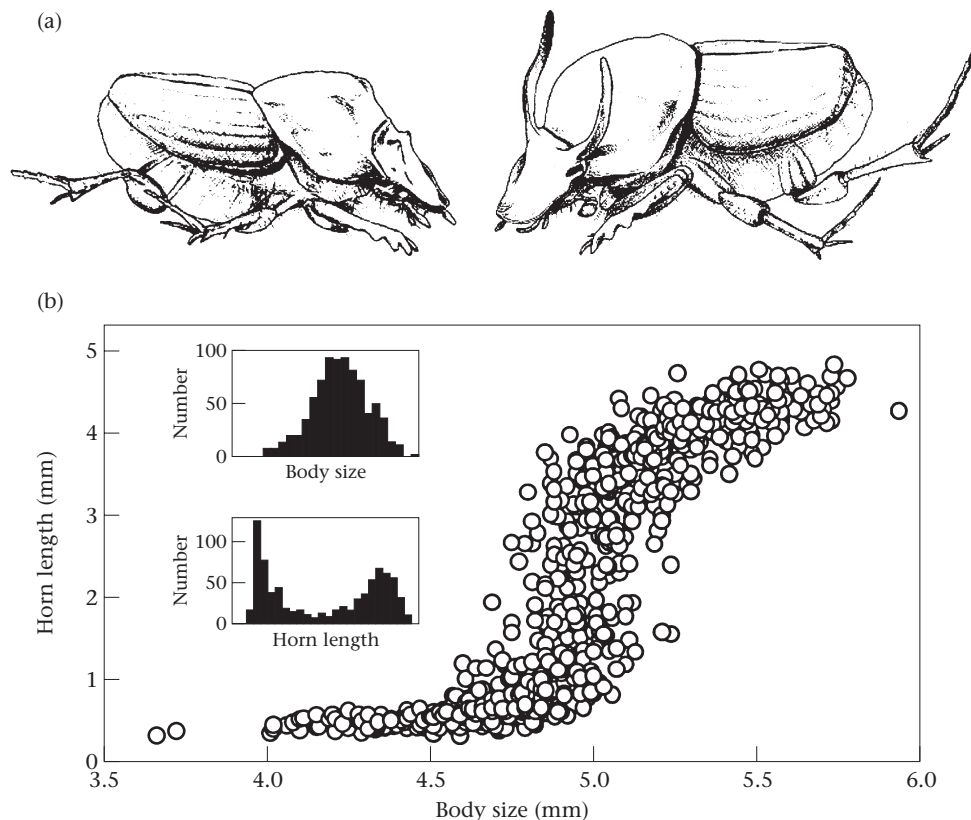 (a)
(b)
5
4
3
2
1
0
Horn length (mm)
3.5
4.0
4.5
5.0
5.5
6.0
Body size (mm)
100
50
0
Number
Body size
100
50
0
Number
Horn length